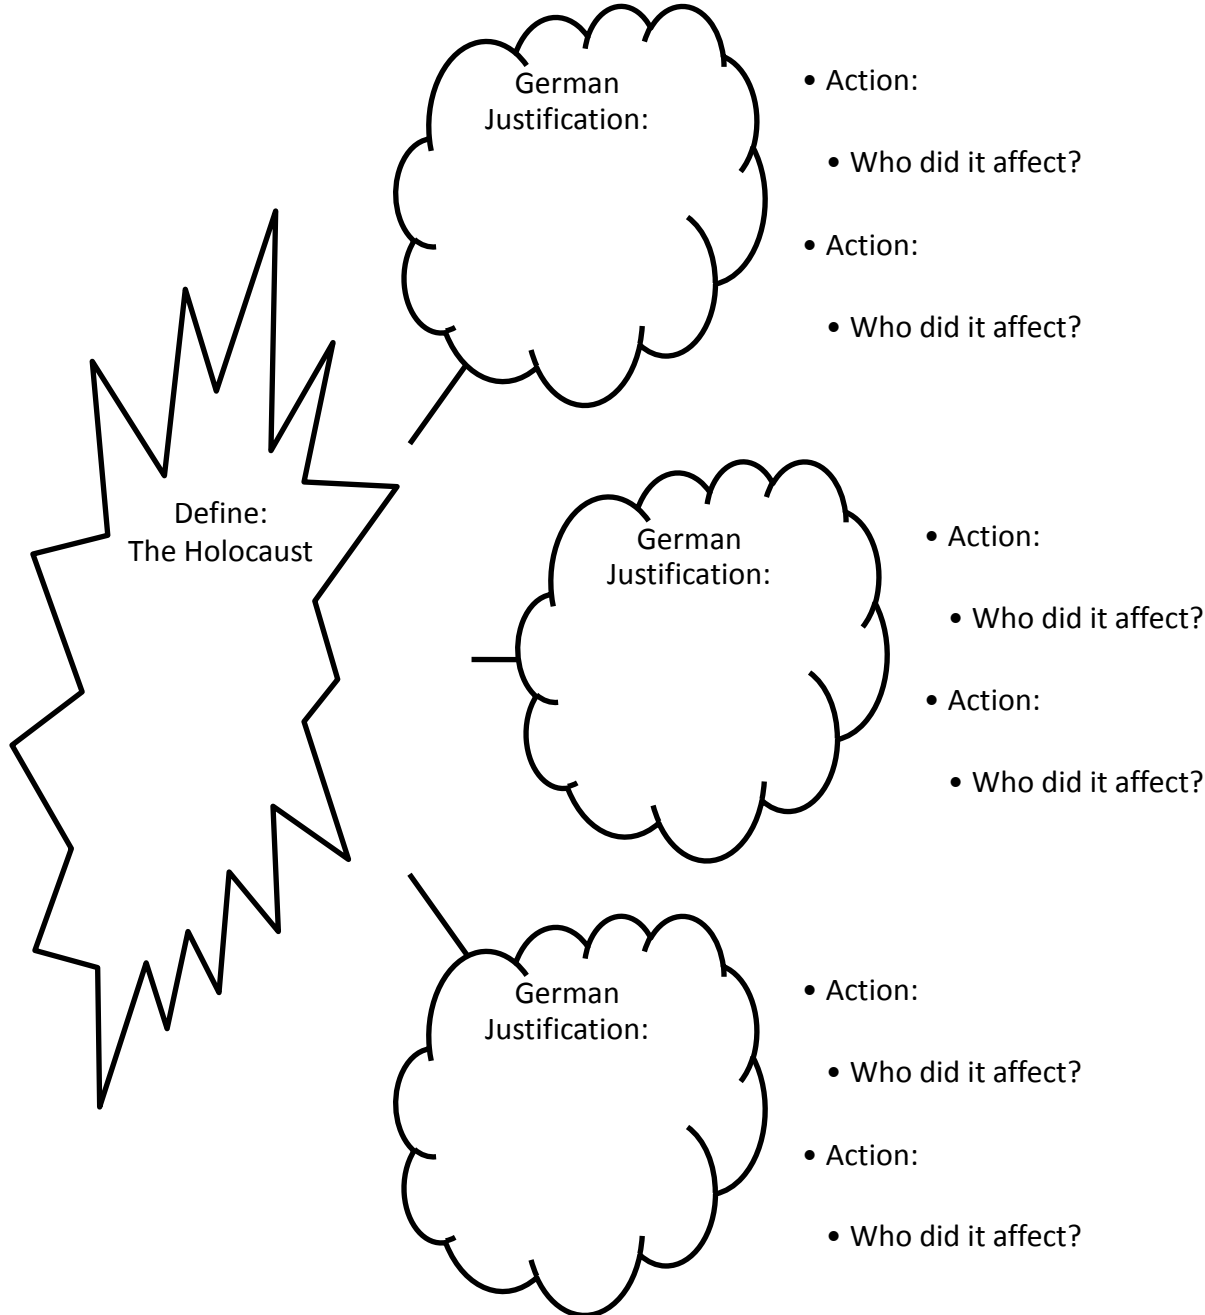 German
Justification:
• Action:
• Who did it affect?
• Action:
• Who did it affect?
Define:
The Holocaust
German
Justification:
• Action:
• Who did it affect?
• Action:
• Who did it affect?
German
Justification:
• Action:
• Who did it affect?
• Action:
• Who did it affect?